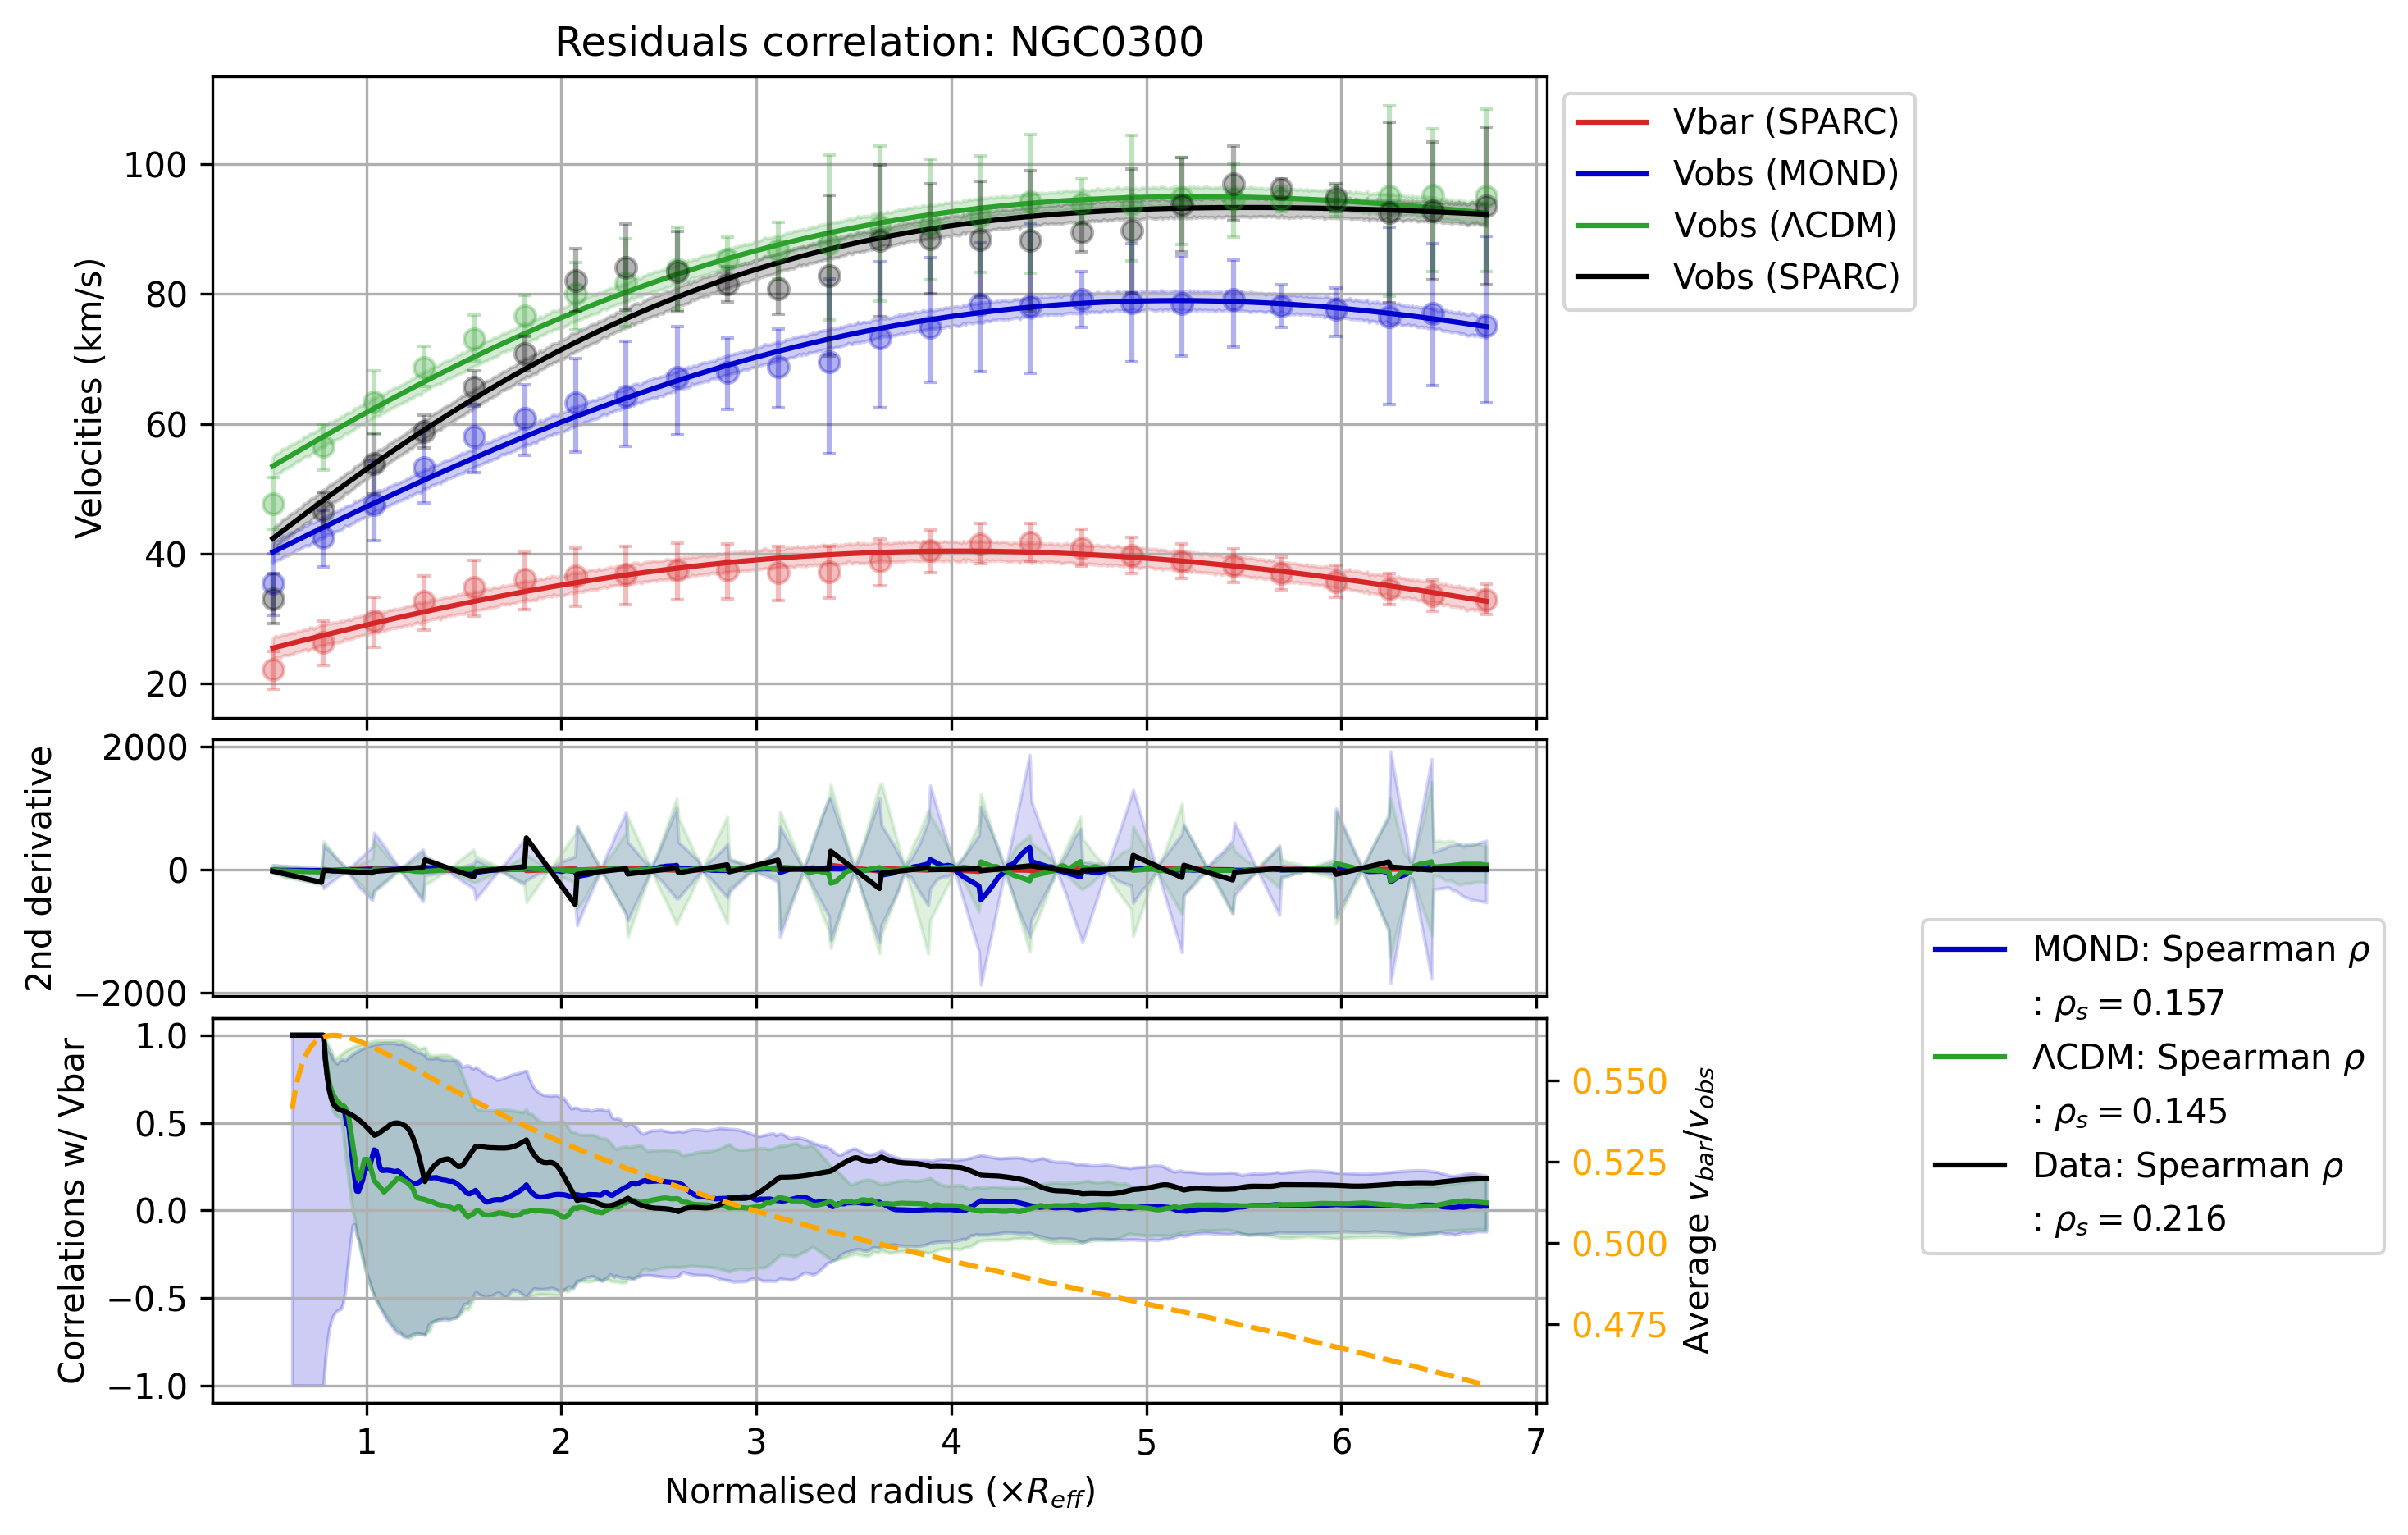 Residuals correlation: NGC0300
100
80
60
40
20
Velocities (km/s)
Vbar (SPARC)
Vobs (MOND)
Vobs (ΛCDM)
Vobs (SPARC)
2000
0
−2000
2nd derivative
1.0
0.5
0.0
−0.5
−1.0
Correlations w/ Vbar
0.550
0.525
0.500
0.475
Average v_bar/v_obs
MOND: Spearman ρ
: ρ_s = 0.157
ΛCDM: Spearman ρ
: ρ_s = 0.145
Data: Spearman ρ
: ρ_s = 0.216
1 2 3 4 5 6 7
Normalised radius (×R_eff)